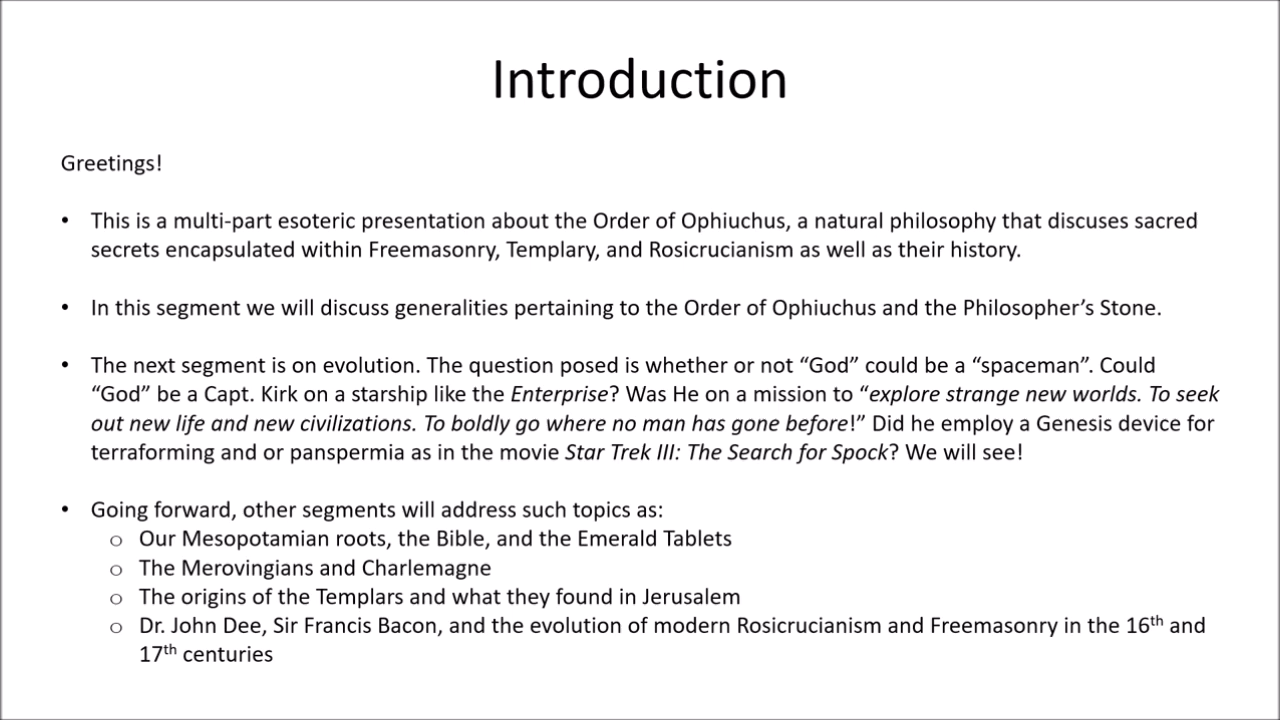 Introduction
Greetings!
• This is a multi-part esoteric presentation about the Order of Ophiuchus, a natural philosophy that discuses sacred
secrets encapsulated within Freemasonry, Templary, and Rosicrucianism as well as their history.
• In this segment we will discuss generalities pertaining to the Order of Ophiuchus and the Philosopher’s Stone.
• The next segment is on evolution. The question posed is whether or not “God” could be a “spaceman”. Could
“God” be a Capt. Kirk on a starship like the Enterprise? Was He on a mission to “explore strange new worlds. To seek
out new life and new civilizations. To boldly go where no man has gone before!” Did he employ a Genesis device for
terraforming and or panspermia as in the movie Star Trek III: The Search for Spock? We will see!
• Going forward, other segments will address such topics as:
o Our Mesopotamian roots, the Bible, and the Emerald Tablets
o The Merovingians and Charlemagne
o The origins of the Templars and what they found in Jerusalem
o Dr. John Dee, Sir Francis Bacon, and the evolution of modern Rosicrucianism and Freemasonry in the 16th and
17th centuries